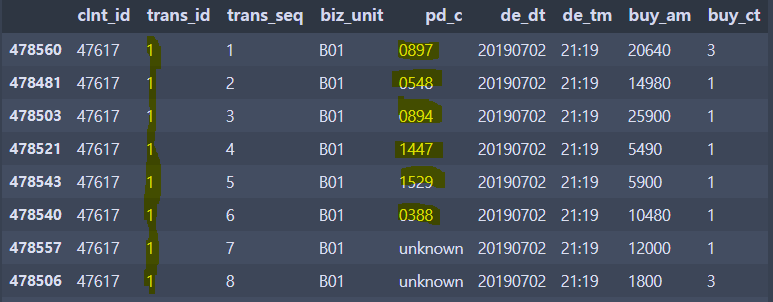 clnt_id trans_id trans_seq biz_unit pd_c de_dt de_tm buy_am buy_ct
478560 47617 1 1 B01 0897 20190702 21:19 20640 3
478481 47617 1 2 B01 0548 20190702 21:19 14980 1
478503 47617 1 3 B01 0894 20190702 21:19 25900 1
478521 47617 1 4 B01 1447 20190702 21:19 5490 1
478543 47617 1 5 B01 1529 20190702 21:19 5900 1
478540 47617 1 6 B01 0388 20190702 21:19 10480 1
478557 47617 1 7 B01 unknown 20190702 21:19 12000 1
478506 47617 1 8 B01 unknown 20190702 21:19 1800 3